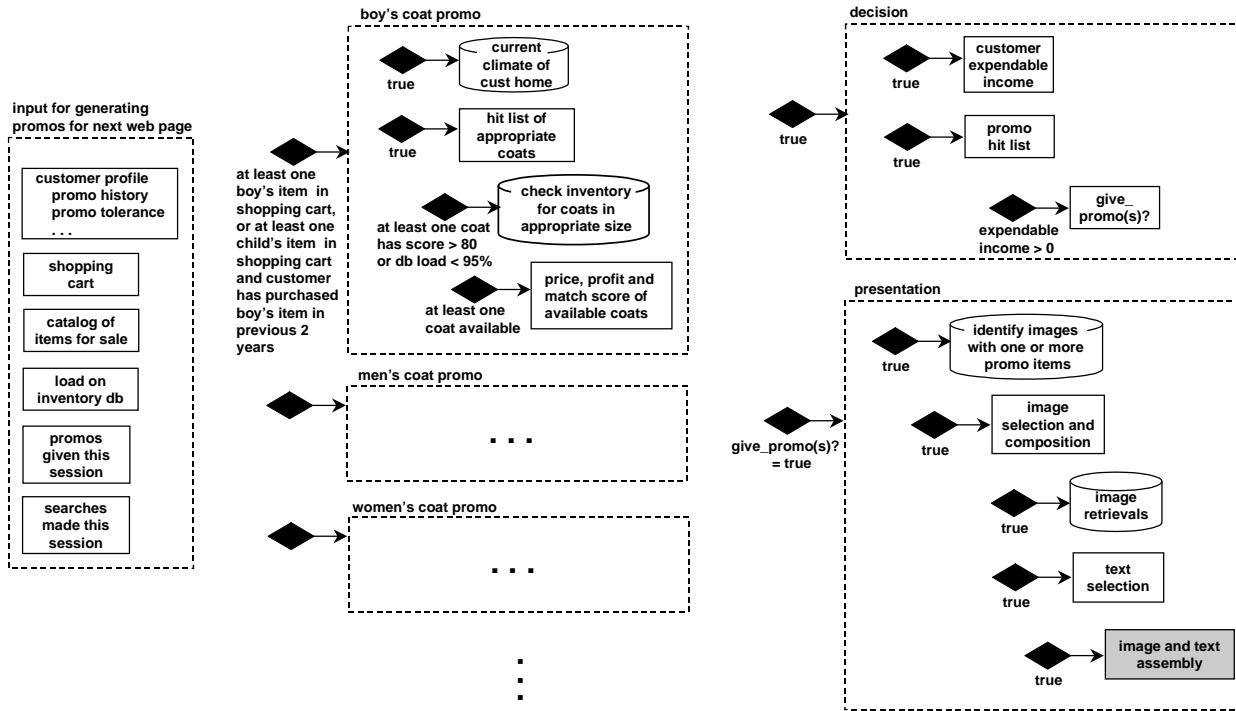 input for generating
promos for next web page
customer profile
promo history
promo tolerance
. . .
shopping
cart
catalog of
items for sale
load on
inventory db
promos
given this
session
searches
made this
session
boy's coat promo
at least one
boy's item in
shopping cart,
or at least one
child's item in
shopping cart
and customer
has purchased
boy's item in
previous 2
years
true
current
climate of
cust home
true
hit list of
appropriate
coats
at least one coat
has score > 80
or db load < 95%
check inventory
for coats in
appropriate size
at least one
coat available
price, profit and
match score of
available coats
men's coat promo
. . .
women's coat promo
. . .
decision
true
true
customer
expendable
income
true
promo
hit list
expendable
income > 0
give_
promo(s)?
presentation
give_promo(s)?
= true
true
identify images
with one or more
promo items
true
image
selection and
composition
true
image
retrievals
true
text
selection
true
image and text
assembly